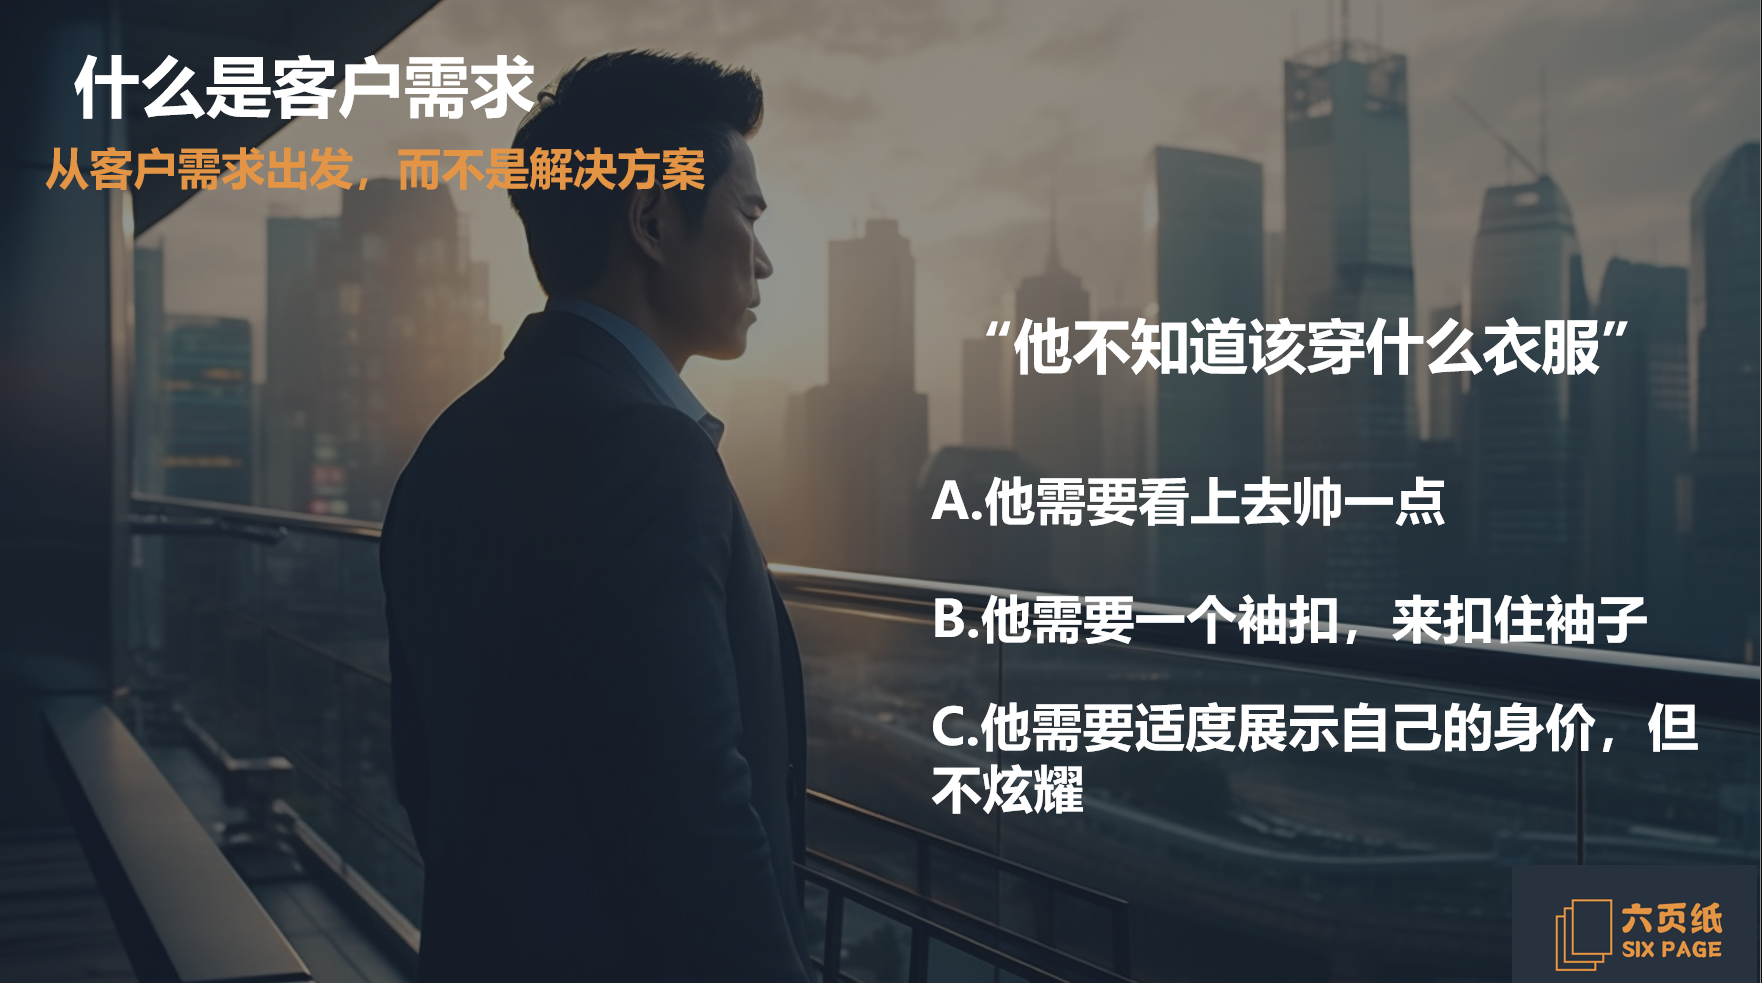 什么是客户需求
从客户需求出发，而不是解决方案
“他不知道该穿什么衣服”
A.他需要看上去帅一点
B.他需要一个袖扣，来扣住袖子
C.他需要适度展示自己的身价，但
不炫耀
六页纸
SIX PAGE